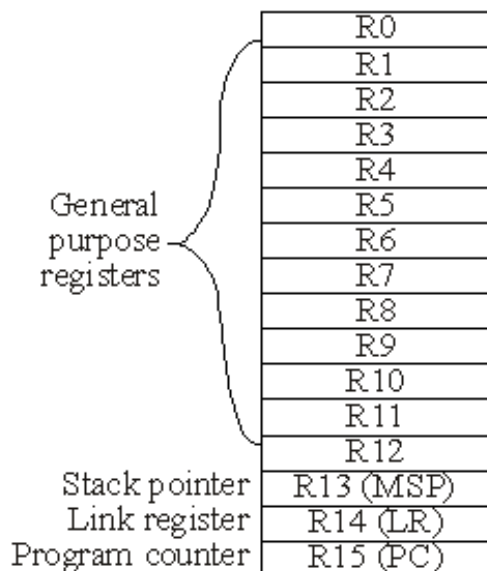 R0
R1
R2
R3
R4
R5
R6
R7
R8
R9
R10
R11
R12
General
purpose
registers
Stack pointer R13 (MSP)
Link register R14 (LR)
Program counter R15 (PC)